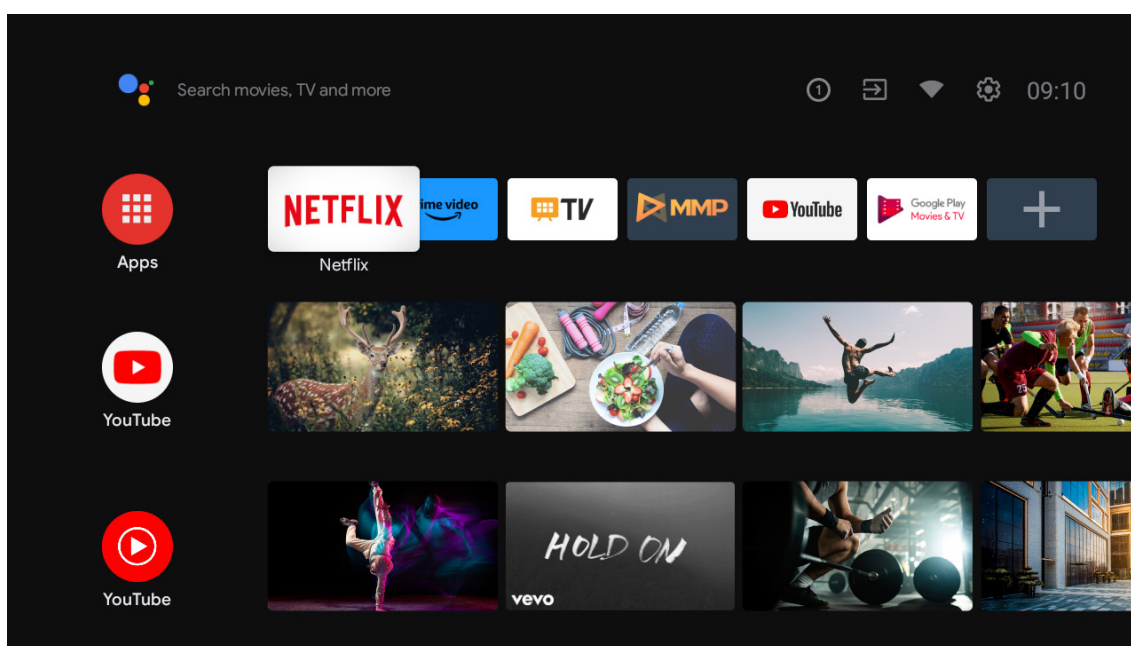 Search movies, TV and more
1
09:10
Apps
NETFLIX
ime video
TV
MMP
YouTube
Google Play
Movies & TV
Netflix
YouTube
HOLD ON
vevo
YouTube